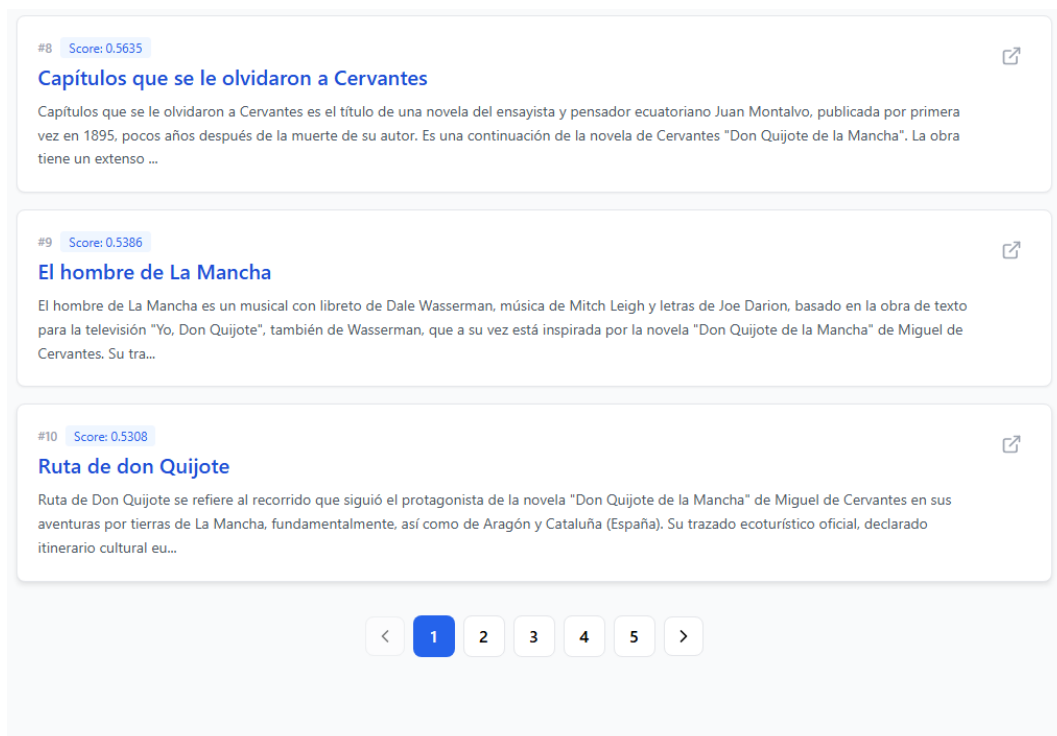 #8 Score: 0.5635
Capítulos que se le olvidaron a Cervantes
Capítulos que se le olvidaron a Cervantes es el título de una novela del ensayista y pensador ecuatoriano Juan Montalvo, publicada por primera
vez en 1895, pocos años después de la muerte de su autor. Es una continuación de la novela de Cervantes "Don Quijote de la Mancha". La obra
tiene un extenso ...
#9 Score: 0.5386
El hombre de La Mancha
El hombre de La Mancha es un musical con libreto de Dale Wasserman, música de Mitch Leigh y letras de Joe Darion, basado en la obra de texto
para la televisión "Yo, Don Quijote", también de Wasserman, que a su vez está inspirada por la novela "Don Quijote de la Mancha" de Miguel de
Cervantes. Su tra...
#10 Score: 0.5308
Ruta de don Quijote
Ruta de Don Quijote se refiere al recorrido que siguió el protagonista de la novela "Don Quijote de la Mancha" de Miguel de Cervantes en sus
aventuras por tierras de La Mancha, fundamentalmente, así como de Aragón y Cataluña (España). Su trazado ecoturístico oficial, declarado
itinerario cultural eu...
1 2 3 4 5